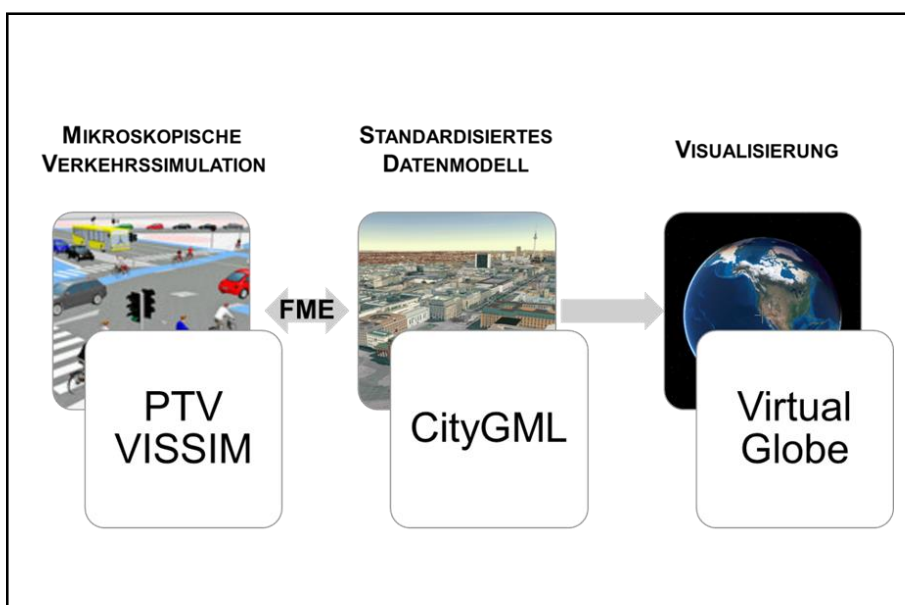 MIKROSKOPISCHE
VERKEHRSSIMULATION
STANDARDISIERTES
DATENMODELL
VISUALISIERUNG
FME
PTV
VISSIM
CityGML
Virtual
Globe